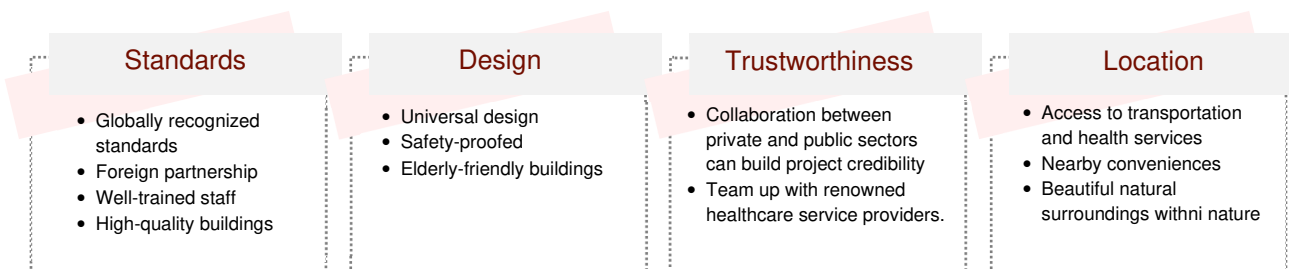 Standards
• Globally recognized
standards
• Foreign partnership
• Well-trained staff
• High-quality buildings
Design
• Universal design
• Safety-proofed
• Elderly-friendly buildings
Trustworthiness
• Collaboration between
private and public sectors
can build project credibility
• Team up with renowned
healthcare service providers.
Location
• Access to transportation
and health services
• Nearby conveniences
• Beautiful natural
surroundings withni nature